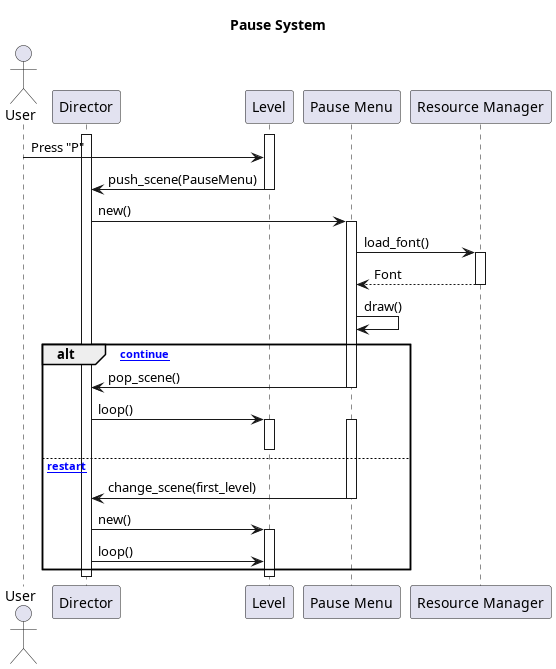 Pause System
User
Director
Level
Pause Menu
Resource Manager
Press "P"
push_scene(PauseMenu)
new()
load_font()
Font
draw()
alt
continue
pop_scene()
loop()
restart
change_scene(first_level)
new()
loop()
User
Director
Level
Pause Menu
Resource Manager